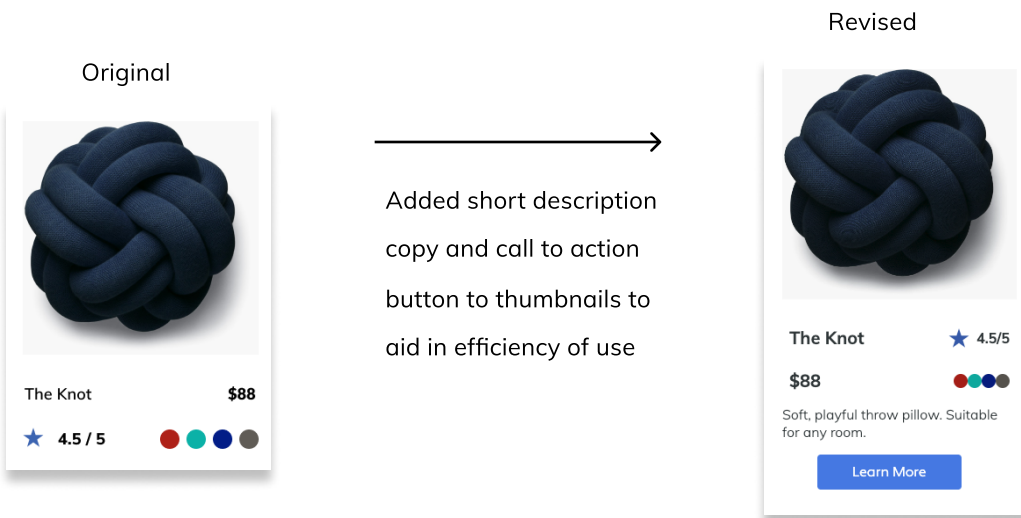 Original
The Knot
$88
4.5 / 5
Added short description
copy and call to action
button to thumbnails to
aid in efficiency of use
Revised
The Knot
4.5/5
$88
Soft, playful throw pillow. Suitable
for any room.
Learn More